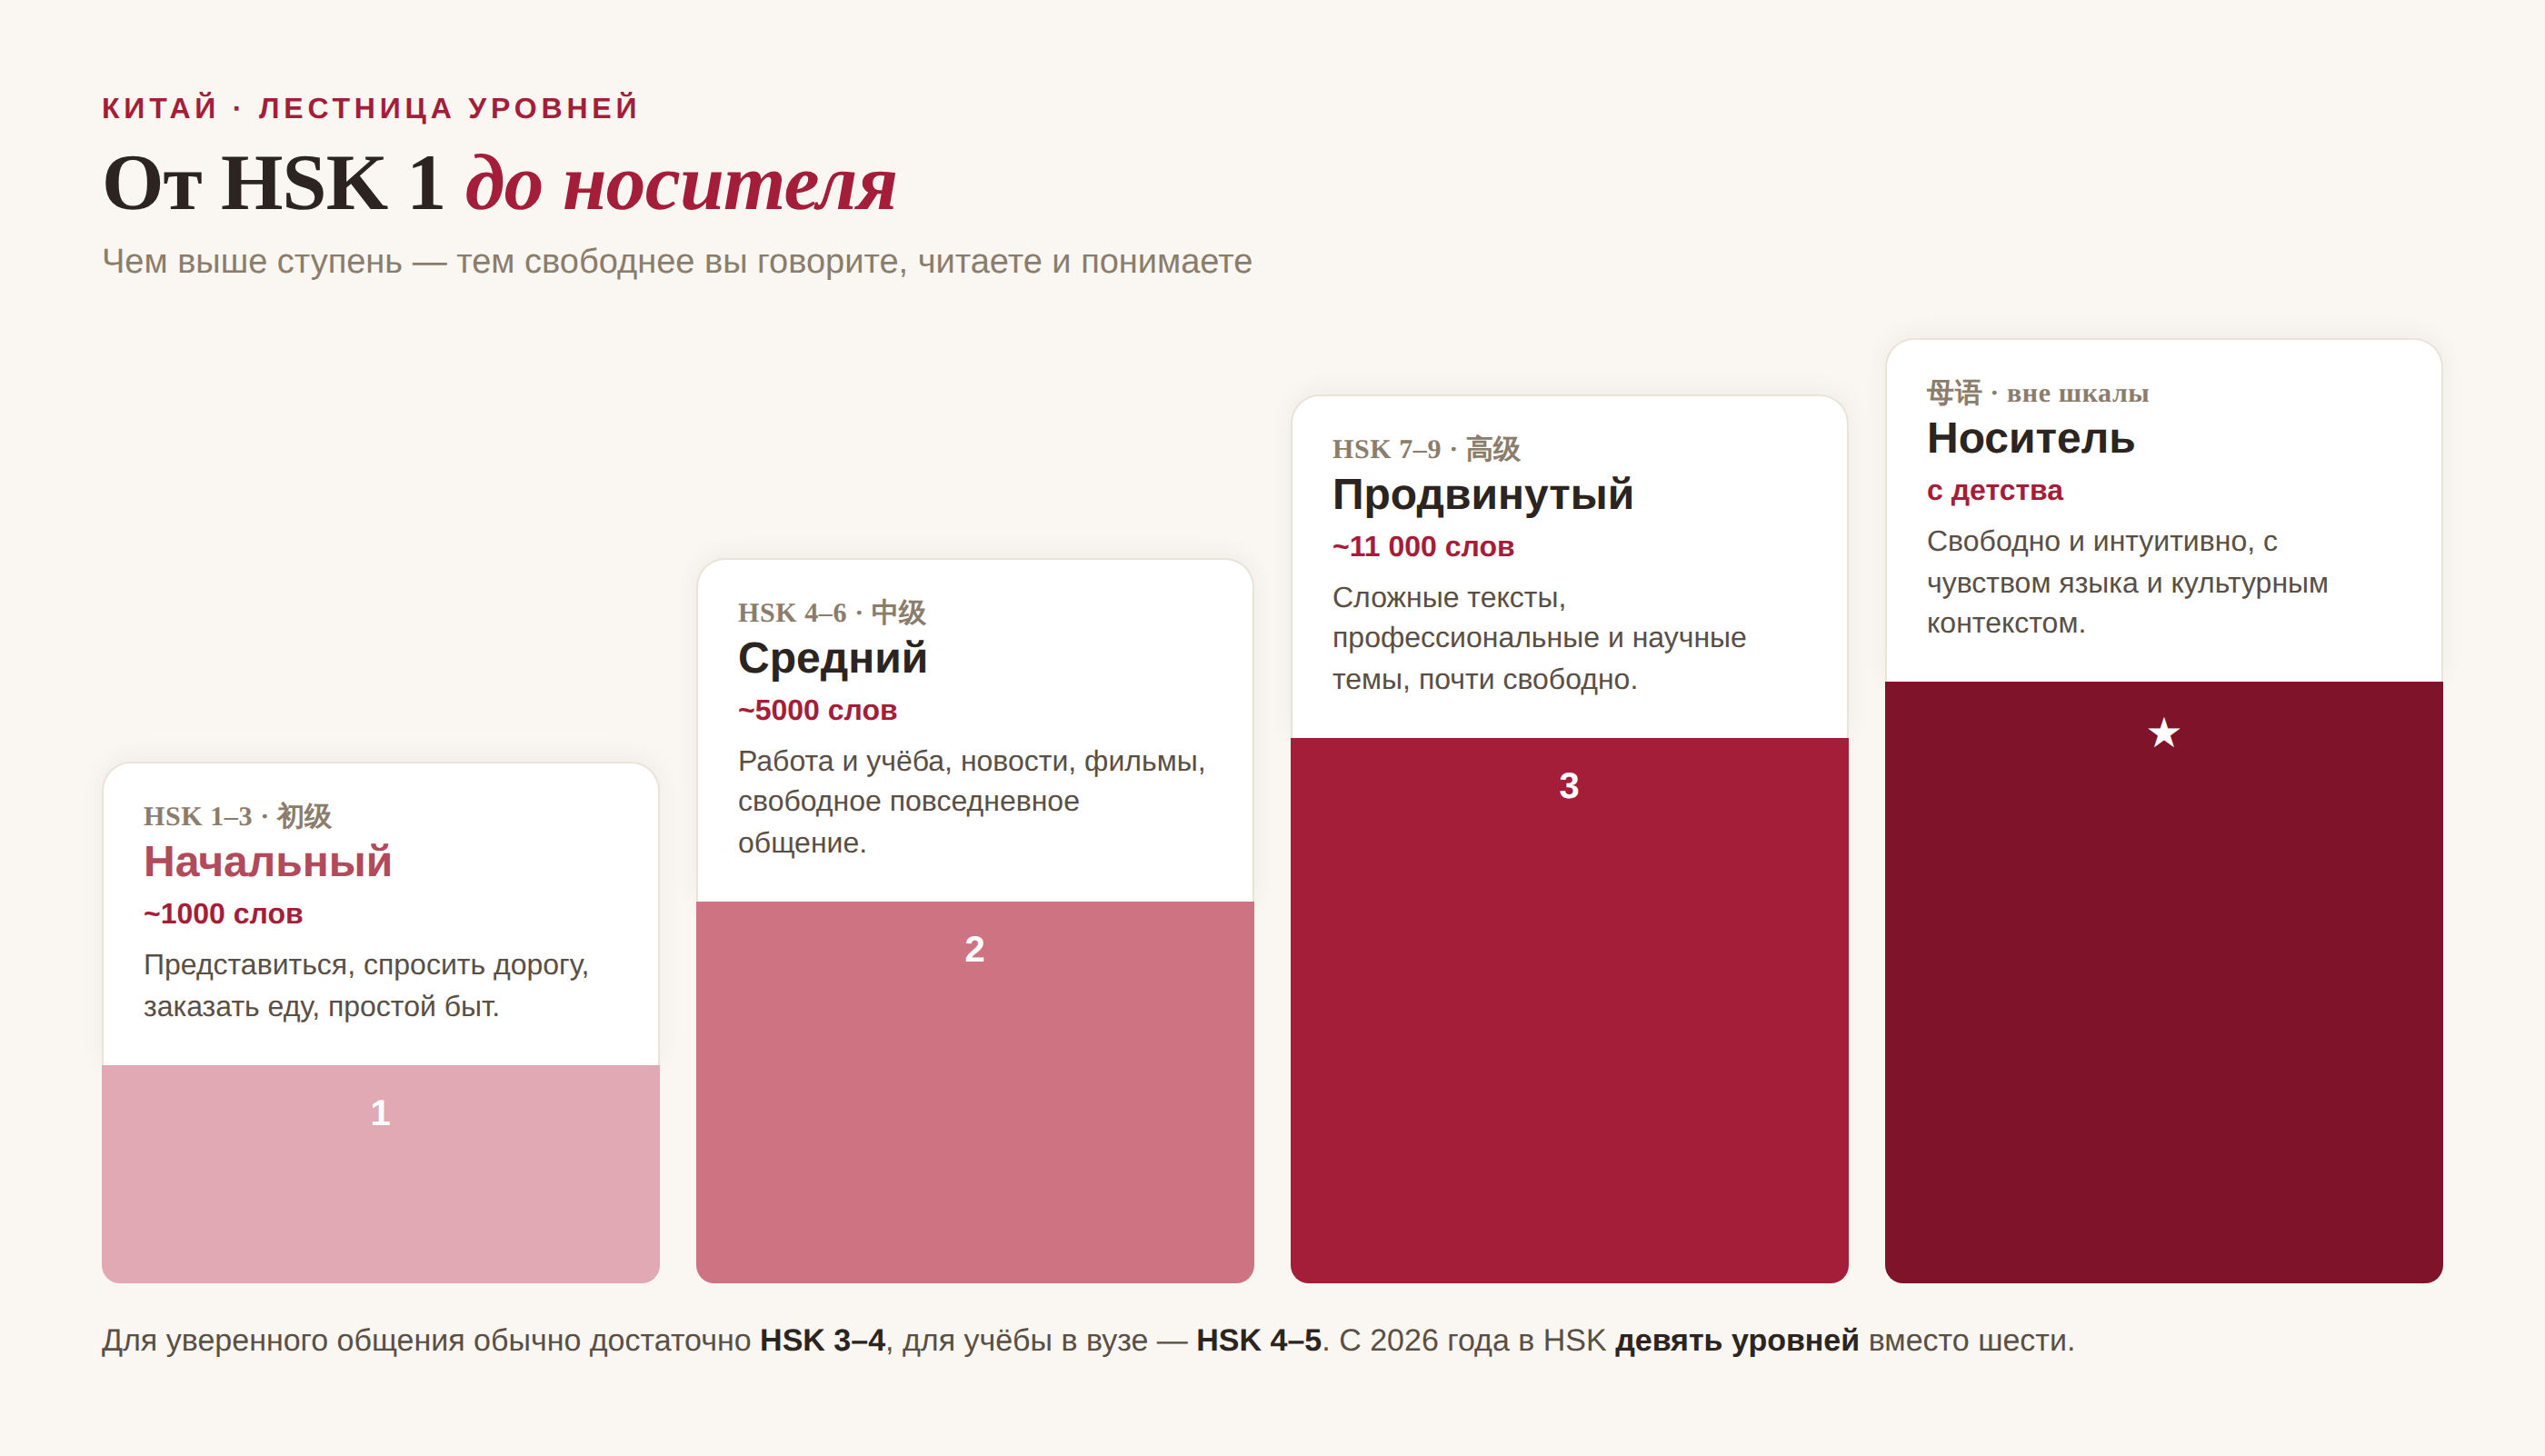 КИТАЙ · ЛЕСТНИЦА УРОВНЕЙ
От HSK 1 до носителя
Чем выше ступень — тем свободнее вы говорите, читаете и понимаете
HSK 1–3 · 初级
Начальный
~1000 слов
Представиться, спросить дорогу,
заказать еду, простой быт.
1
HSK 4–6 · 中级
Средний
~5000 слов
Работа и учёба, новости, фильмы,
свободное повседневное
общение.
2
HSK 7–9 · 高级
Продвинутый
~11 000 слов
Сложные тексты,
профессиональные и научные
темы, почти свободно.
3
母语 · вне шкалы
Носитель
с детства
Свободно и интуитивно, с
чувством языка и культурным
контекстом.
★
Для уверенного общения обычно достаточно HSK 3–4, для учёбы в вузе — HSK 4–5. С 2026 года в HSK девять уровней вместо шести.